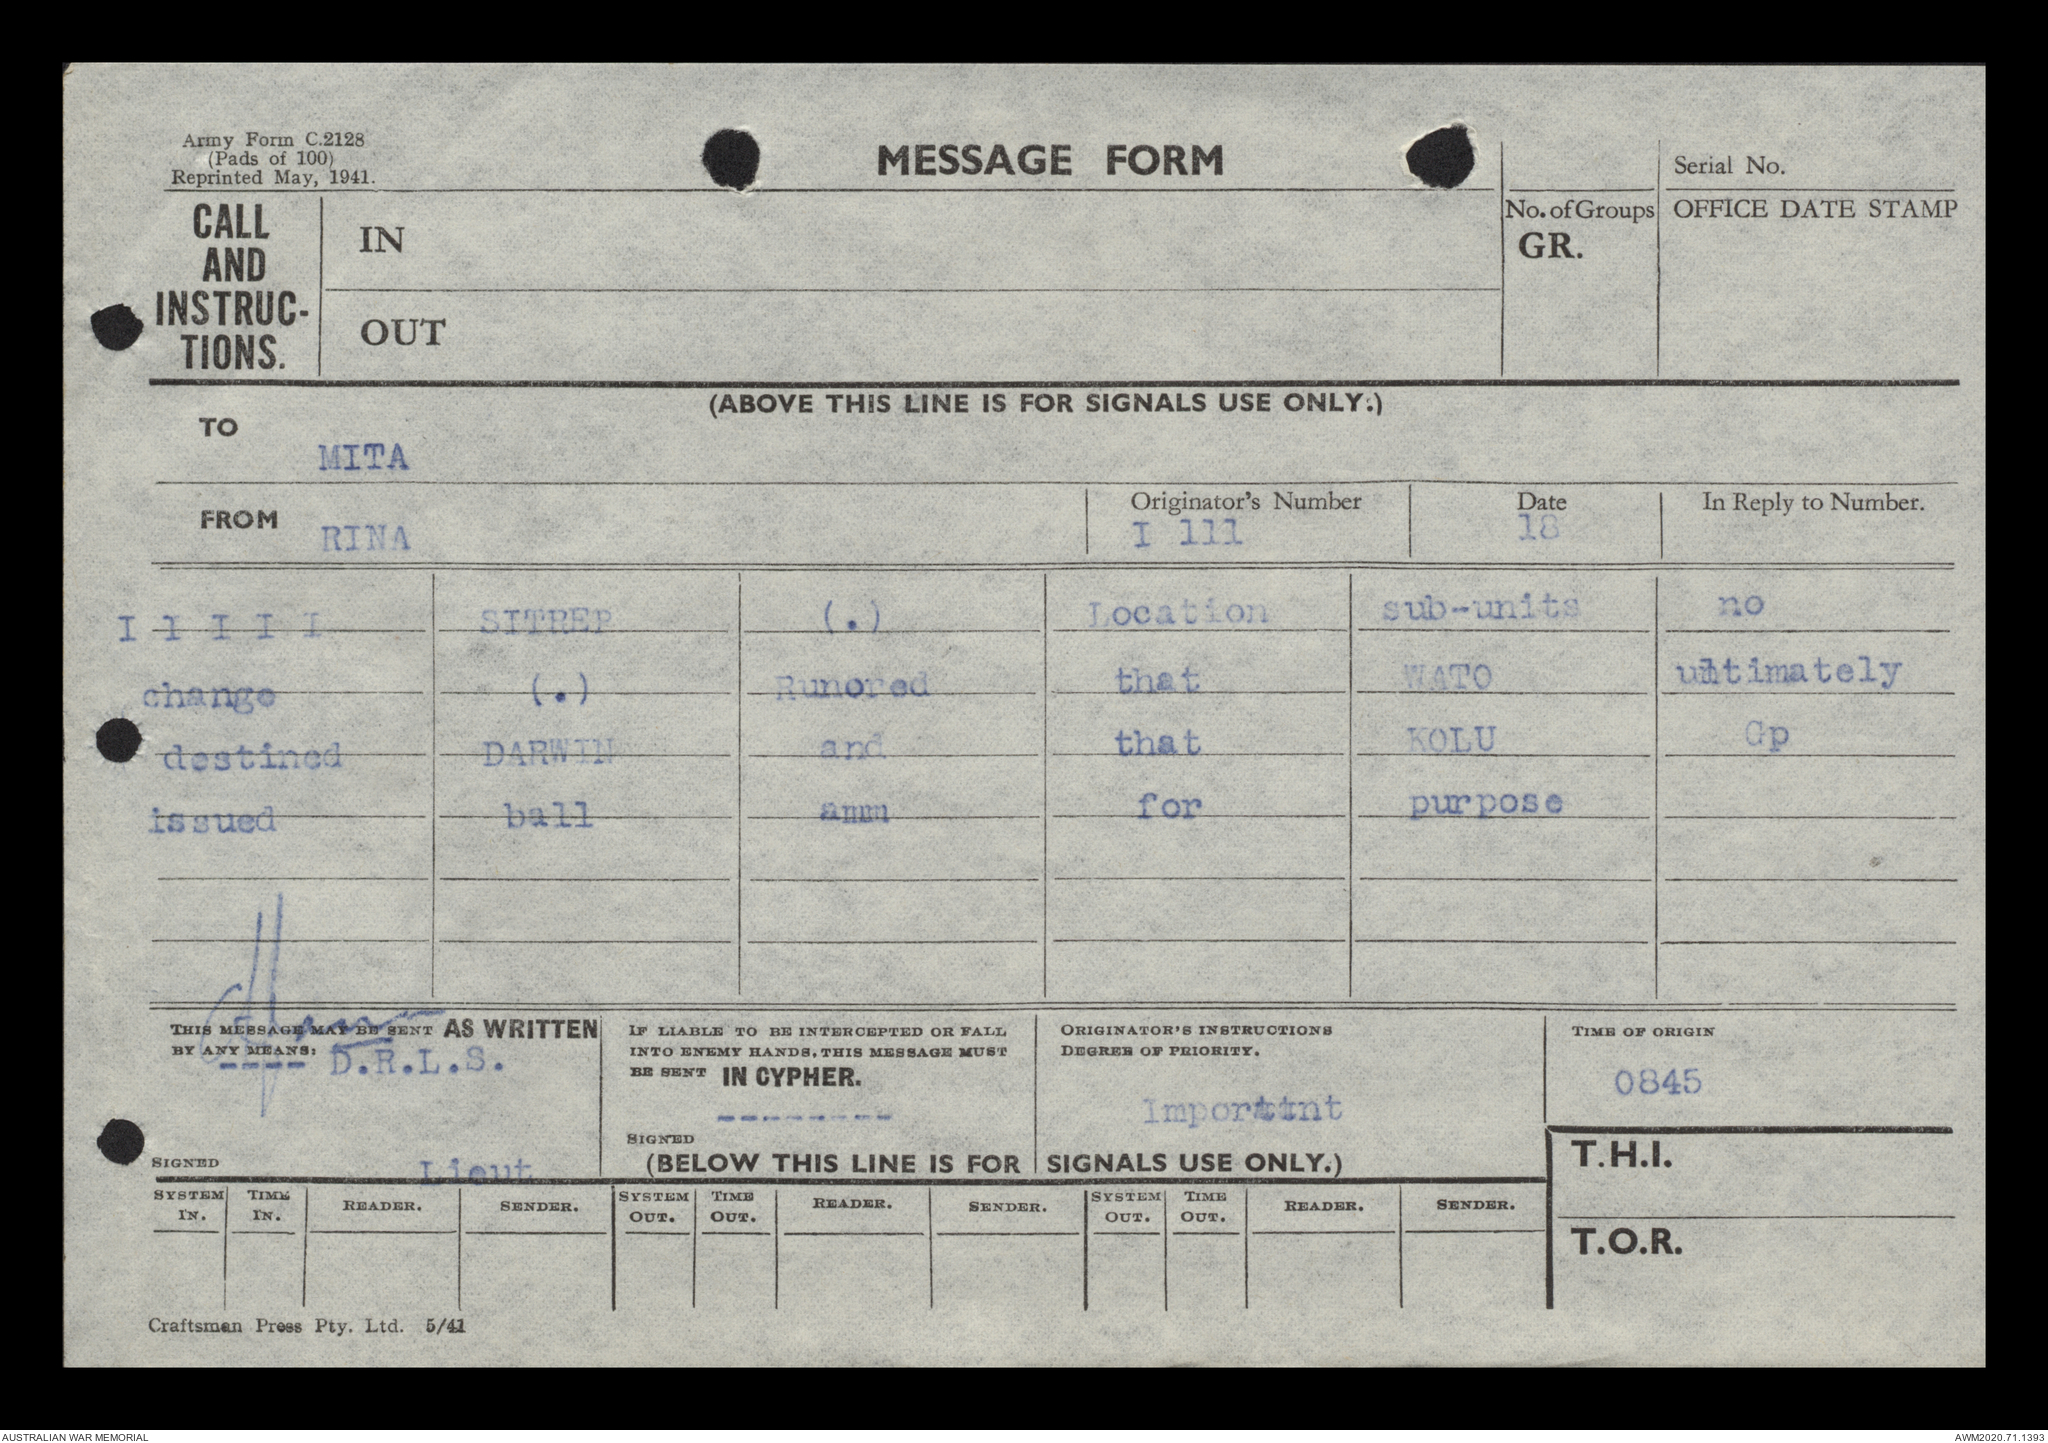 Army Form C.2128
(Pads of 100)
Reprinted May, 1941.
MESSAGE FORM
Serial No.
CALL
AND
INSTRUC-
TIONS.
IN
OUT
No. of Groups
GR.
OFFICE DATE STAMP
(ABOVE THIS LINE IS FOR SIGNALS USE ONLY.)
TO
MITA
FROM
RINA
Originator's Number
I 111
Date
18
In Reply to Number.
I 1 I I I SITREP (.) Location sub-units no
change (.) Runored that WATO ultimately
destined DARWIN and that KOLU Gp
issued ball amm for purpose
THIS MESSAGE MAY BE SENT AS WRITTEN
BY ANY MEANS:
----- D.R.L.S.
SIGNED
Lieut
IF LIABLE TO BE INTERCEPTED OR FALL
INTO ENEMY HANDS, THIS MESSAGE MUST
BE SENT IN CYPHER.
--------
SIGNED
ORIGINATOR'S INSTRUCTIONS
DEGREE OF PRIORITY.
Important
TIME OF ORIGIN
0845
(BELOW THIS LINE IS FOR SIGNALS USE ONLY.)
T.H.I.
T.O.R.
SYSTEM IN. TIME IN. READER. SENDER. SYSTEM OUT. TIME OUT. READER. SENDER. SYSTEM OUT. TIME OUT. READER. SENDER.
Craftsman Press Pty. Ltd. 5/41
AUSTRALIAN WAR MEMORIAL
AWM2020.71.1393